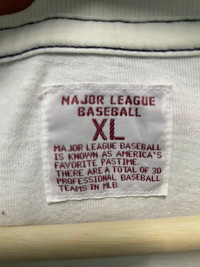 MAJOR LEAGUE
BASEBALL
XL
MAJOR LEAGUE BASEBALL
IS KNOWN AS AMERICA'S
FAVORITE PASTIME.
THERE ARE A TOTAL OF 30
PROFESSIONAL BASEBALL
TEAMS IN MLB